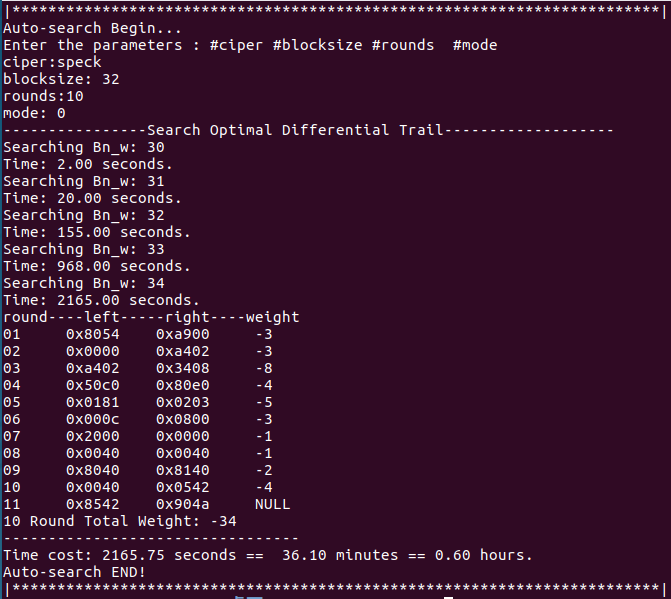 |*************************************************************************|
Auto-search Begin...
Enter the parameters : #ciper #blocksize #rounds  #mode
ciper:speck
blocksize: 32
rounds:10
mode: 0
----------------Search Optimal Differential Trail-------------------
Searching Bn_w: 30
Time: 2.00 seconds.
Searching Bn_w: 31
Time: 20.00 seconds.
Searching Bn_w: 32
Time: 155.00 seconds.
Searching Bn_w: 33
Time: 968.00 seconds.
Searching Bn_w: 34
Time: 2165.00 seconds.
round----left-----right----weight
01     0x8054    0xa900     -3
02     0x0000    0xa402     -3
03     0xa402    0x3408     -8
04     0x50c0    0x80e0     -4
05     0x0181    0x0203     -5
06     0x000c    0x0800     -3
07     0x2000    0x0000     -1
08     0x0040    0x0040     -1
09     0x8040    0x8140     -2
10     0x0040    0x0542     -4
11     0x8542    0x904a     NULL
10 Round Total Weight: -34
---------------------------------
Time cost: 2165.75 seconds ==  36.10 minutes == 0.60 hours.
Auto-search END!
|*************************************************************************|